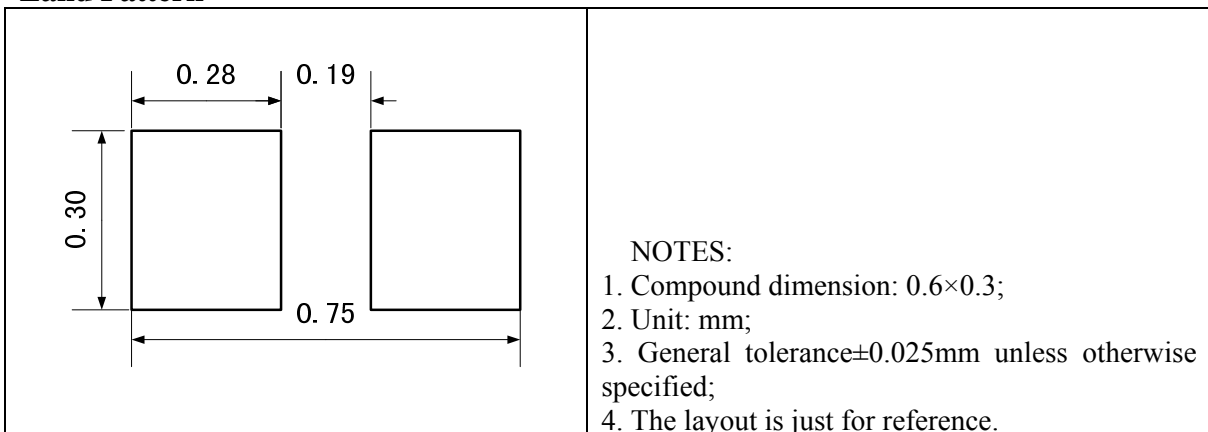 Land Pattern
0.28 0.19
0.30
0.75
NOTES:
1. Compound dimension: 0.6×0.3;
2. Unit: mm;
3. General tolerance±0.025mm unless otherwise
specified;
4. The layout is just for reference.